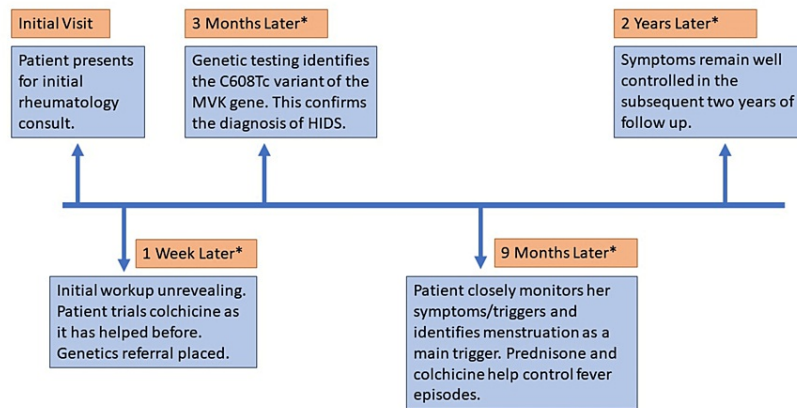 Initial Visit
Patient presents
for initial
rheumatology
consult.
3 Months Later*
Genetic testing identifies
the C608Tc variant of the
MVK gene. This confirms
the diagnosis of HIDS.
2 Years Later*
Symptoms remain well
controlled in the
subsequent two years of
follow up.
1 Week Later*
Initial workup unrevealing.
Patient trials colchicine as
it has helped before.
Genetics referral placed.
9 Months Later*
Patient closely monitors her
symptoms/triggers and
identifies menstruation as a
main trigger. Prednisone and
colchicine help control fever
episodes.